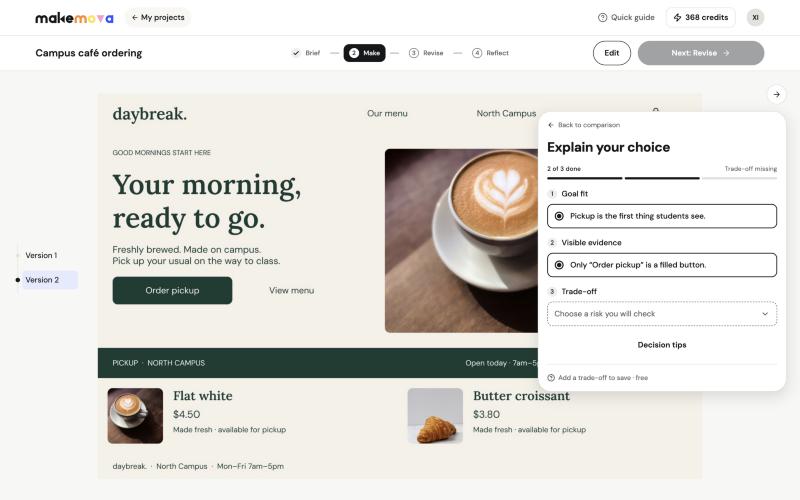 makemova
← My projects
Quick guide
368 credits
XI
Campus café ordering
Brief
2 Make
3 Revise
4 Reflect
Edit
Next: Revise →
daybreak.
Our menu
North Campus
GOOD MORNINGS START HERE
Your morning,
ready to go.
Freshly brewed. Made on campus.
Pick up your usual on the way to class.
Order pickup
View menu
Version 1
Version 2
PICKUP · NORTH CAMPUS
Open today · 7am–5p
Flat white
$4.50
Made fresh · available for pickup
Butter croissant
$3.80
Made fresh · available for pickup
daybreak. · North Campus · Mon–Fri 7am–5pm
← Back to comparison
Explain your choice
2 of 3 done
Trade-off missing
1 Goal fit
Pickup is the first thing students see.
2 Visible evidence
Only “Order pickup” is a filled button.
3 Trade-off
Choose a risk you will check
Decision tips
Add a trade-off to save · free